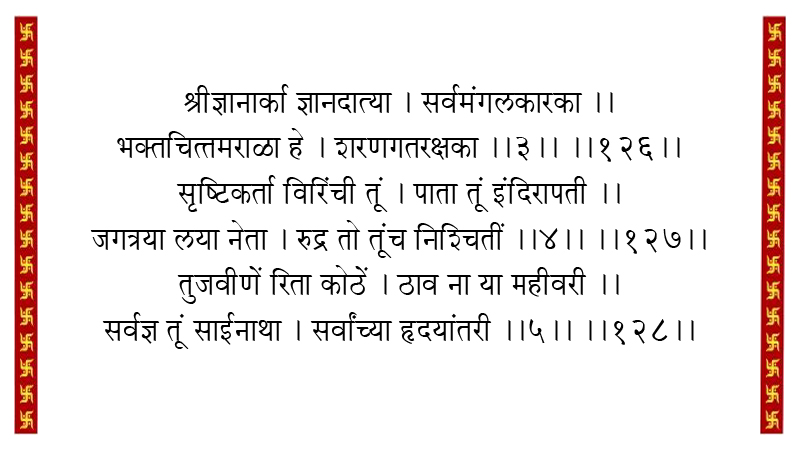 श्रीज्ञानार्का ज्ञानदात्या । सर्वमंगलकारका ।।
भक्तचित्तमराळा हे । शरणगतरक्षका ।।३।। ।।१२६।।
सृष्टिकर्ता विरिंची तूं । पाता तूं इंदिरापती ।।
जगत्रया लया नेता । रुद्र तो तूंच निश्चितीं ।।४।। ।।१२७।।
तुजवीणें रिता कोठें । ठाव ना या महीवरी ।।
सर्वज्ञ तूं साईनाथा । सर्वांच्या हृदयांतरी ।।५।। ।।१२८।।